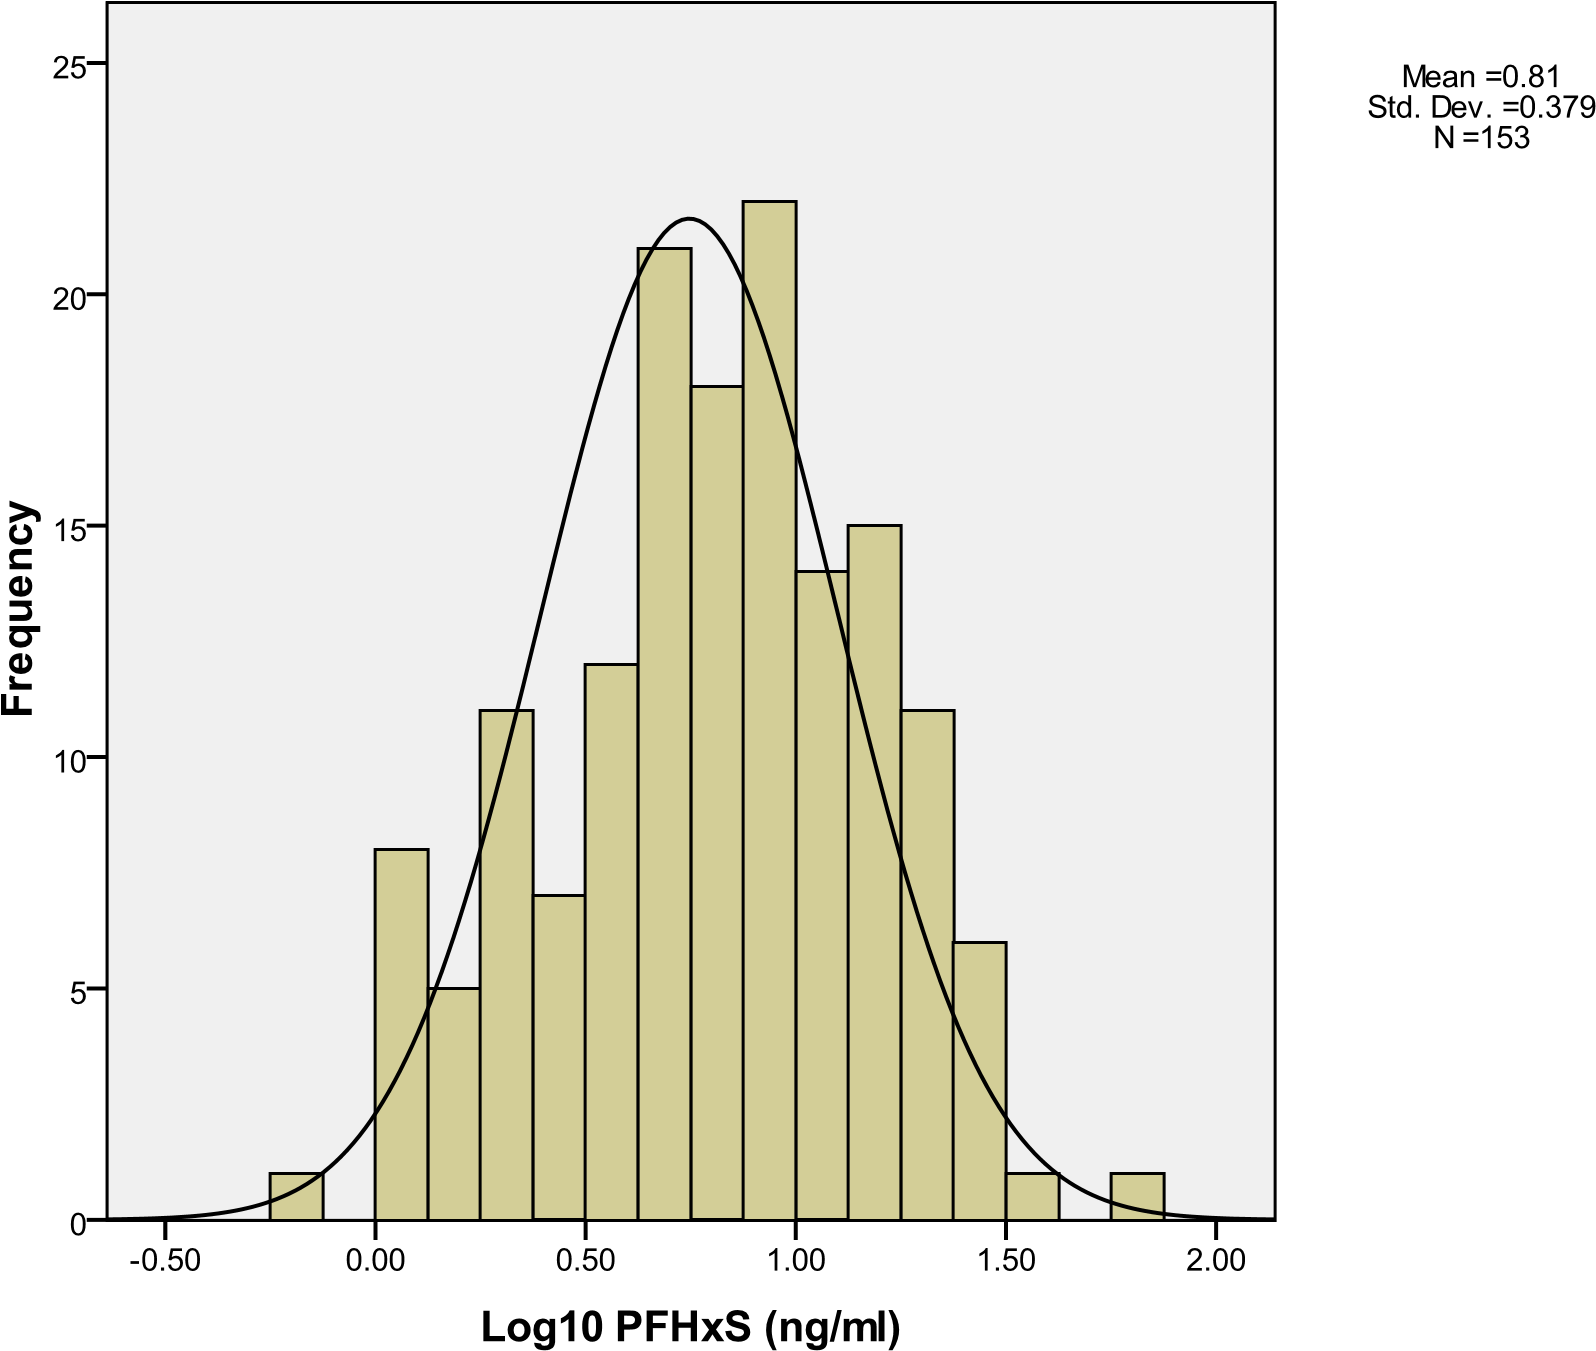 Mean =0.81
Std. Dev. =0.379
N =153
Frequency
25
20
15
10
5
0
-0.50 0.00 0.50 1.00 1.50 2.00
Log10 PFHxS (ng/ml)